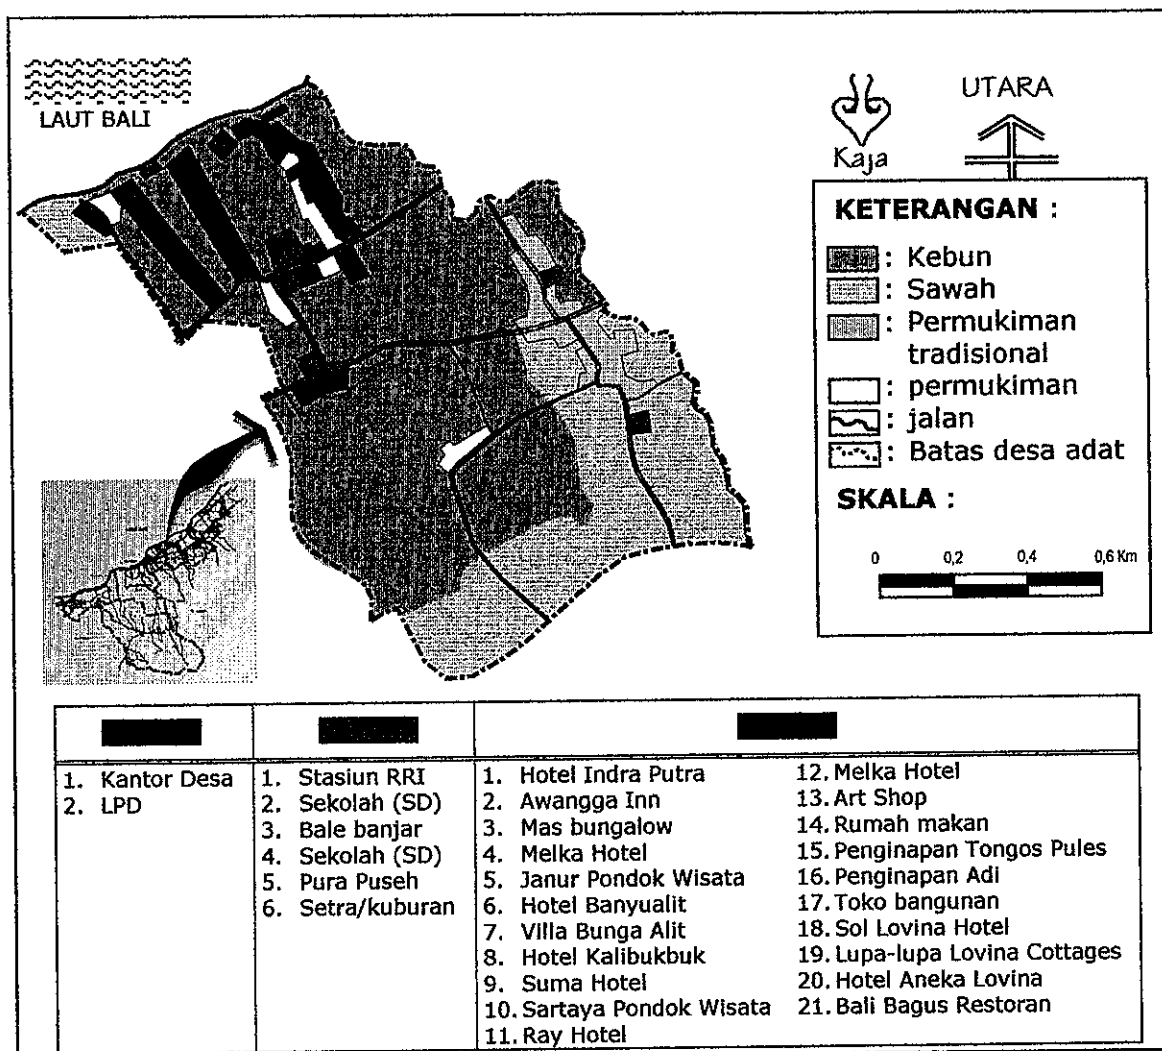 LAUT BALI
Kaja
UTARA
KETERANGAN :
: Kebun
: Sawah
: Permukiman
tradisional
: permukiman
: jalan
: Batas desa adat
SKALA :
0 0,2 0,4 0,6 Km
1. Kantor Desa
2. LPD
1. Stasiun RRI
2. Sekolah (SD)
3. Bale banjar
4. Sekolah (SD)
5. Pura Puseh
6. Setra/kuburan
1. Hotel Indra Putra
2. Awangga Inn
3. Mas bungalow
4. Melka Hotel
5. Janur Pondok Wisata
6. Hotel Banyualit
7. Villa Bunga Alit
8. Hotel Kalibukbuk
9. Suma Hotel
10. Sartaya Pondok Wisata
11. Ray Hotel
12. Melka Hotel
13. Art Shop
14. Rumah makan
15. Penginapan Tongos Pules
16. Penginapan Adi
17. Toko bangunan
18. Sol Lovina Hotel
19. Lupa-lupa Lovina Cottages
20. Hotel Aneka Lovina
21. Bali Bagus Restoran